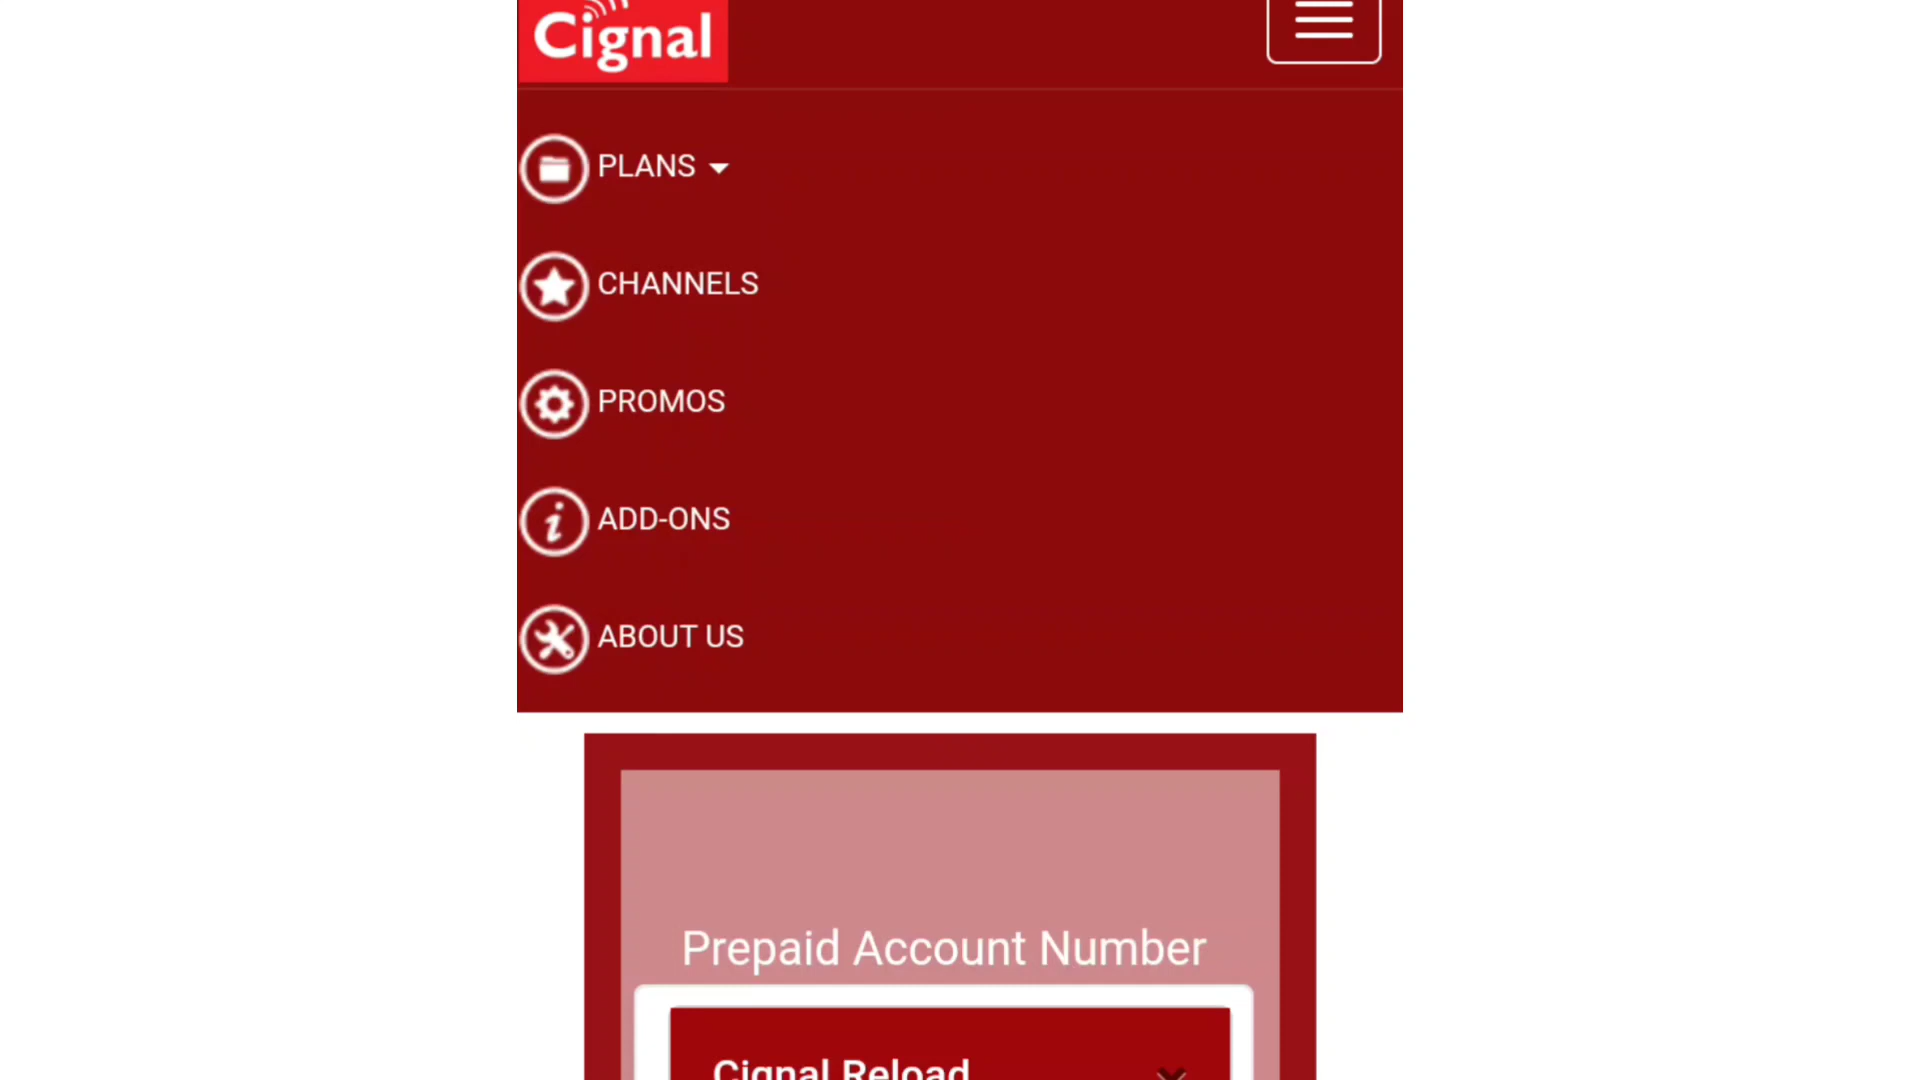 Cignal
PLANS
CHANNELS
PROMOS
ADD-ONS
ABOUT US
Prepaid Account Number
Cignal Reload